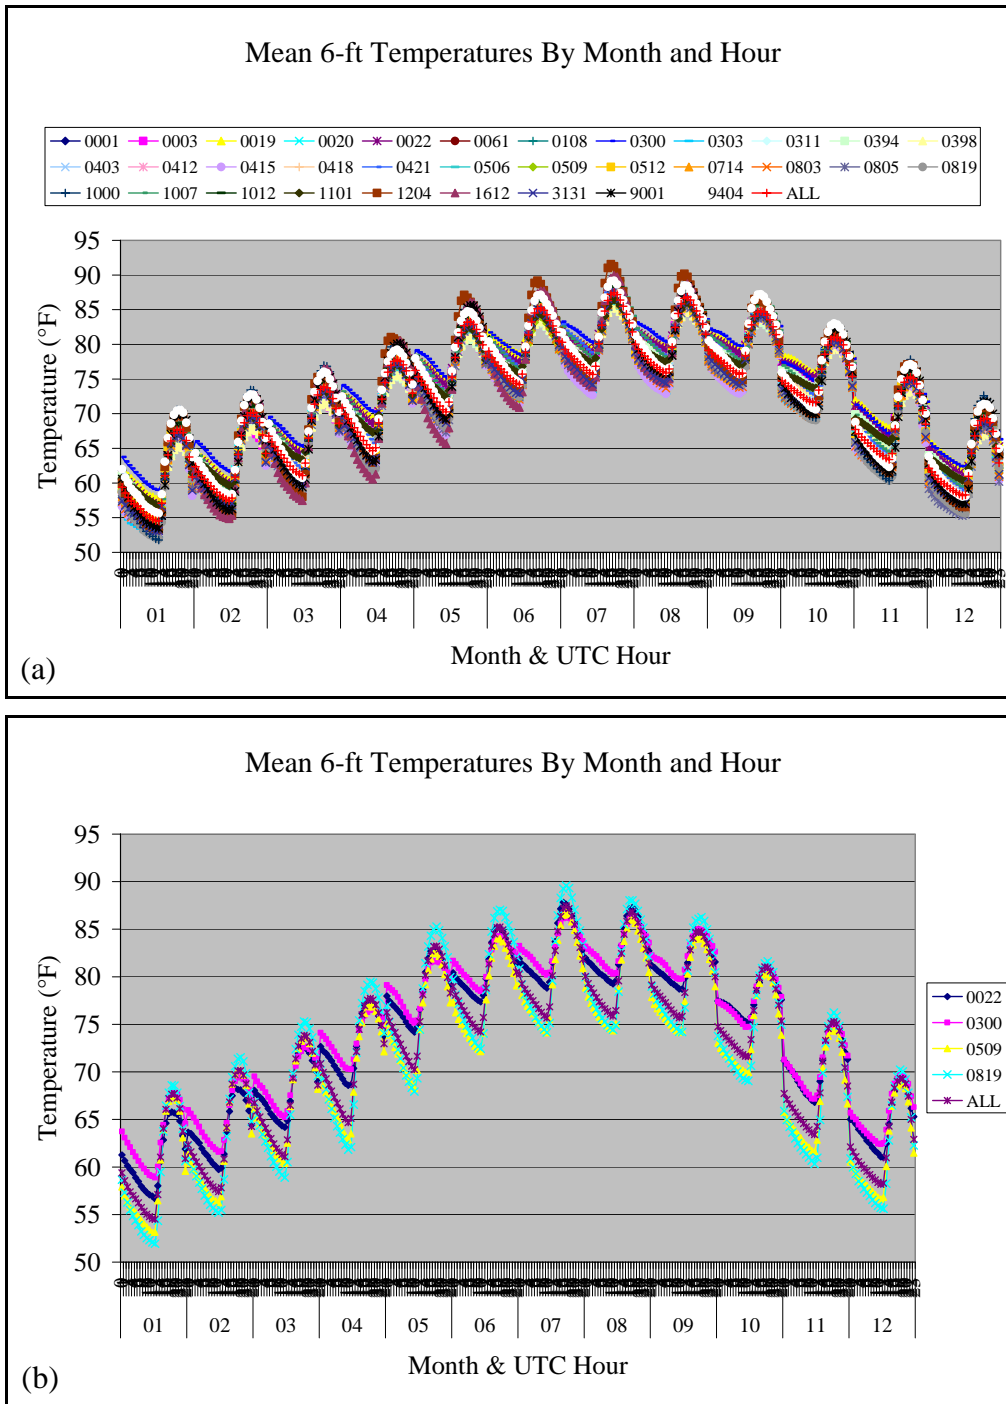 Mean 6-ft Temperatures By Month and Hour
0001 0003 0019 0020 0022 0061 0108 0300 0303 0311 0394 0398
0403 0412 0415 0418 0421 0506 0509 0512 0714 0803 0805 0819
1000 1007 1012 1101 1204 1612 3131 9001 9404 ALL
95
90
85
80
75
70
65
60
55
50
Temperature (°F)
01 02 03 04 05 06 07 08 09 10 11 12
Month & UTC Hour
(a)
Mean 6-ft Temperatures By Month and Hour
95
90
85
80
75
70
65
60
55
50
Temperature (°F)
0022
0300
0509
0819
ALL
01 02 03 04 05 06 07 08 09 10 11 12
Month & UTC Hour
(b)